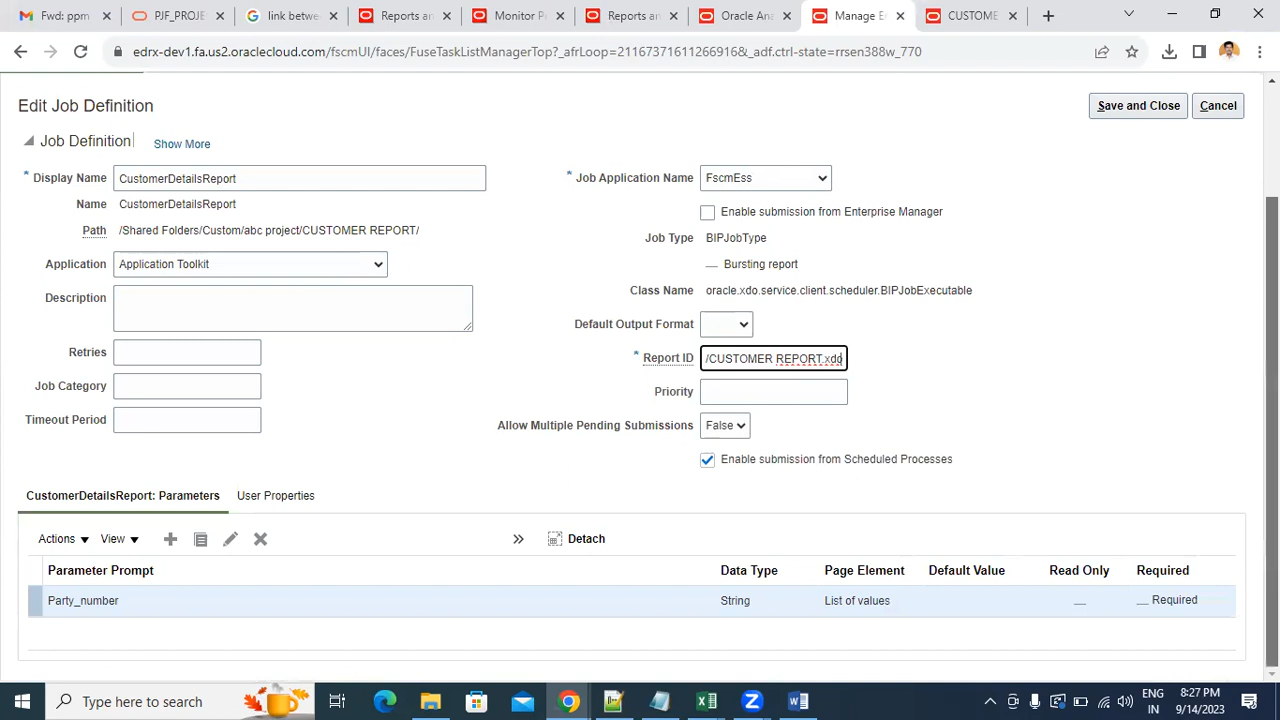 Fwd: ppm
PJF_PROJE
link betwe
Reports an
Monitor P
Reports an
Oracle Ana
Manage E
CUSTOME
edrx-dev1.fa.us2.oraclecloud.com/fscmUI/faces/FuseTaskListManagerTop?_afrLoop=21167371611266916&_adf.ctrl-state=rrsen388w_770
Edit Job Definition
Save and Close
Cancel
Job Definition
Show More
* Display Name CustomerDetailsReport
* Job Application Name FscmEss
Name CustomerDetailsReport
Enable submission from Enterprise Manager
Path /Shared Folders/Custom/abc project/CUSTOMER REPORT/
Job Type BIPJobType
Application Application Toolkit
Bursting report
Description
Class Name oracle.xdo.service.client.scheduler.BIPJobExecutable
Default Output Format
Retries
* Report ID /CUSTOMER REPORT.xdo
Job Category
Priority
Timeout Period
Allow Multiple Pending Submissions False
Enable submission from Scheduled Processes
CustomerDetailsReport: Parameters
User Properties
Actions View Detach
Parameter Prompt Data Type Page Element Default Value Read Only Required
Party_number String List of values Required
Type here to search
ENG
IN
8:27 PM
9/14/2023